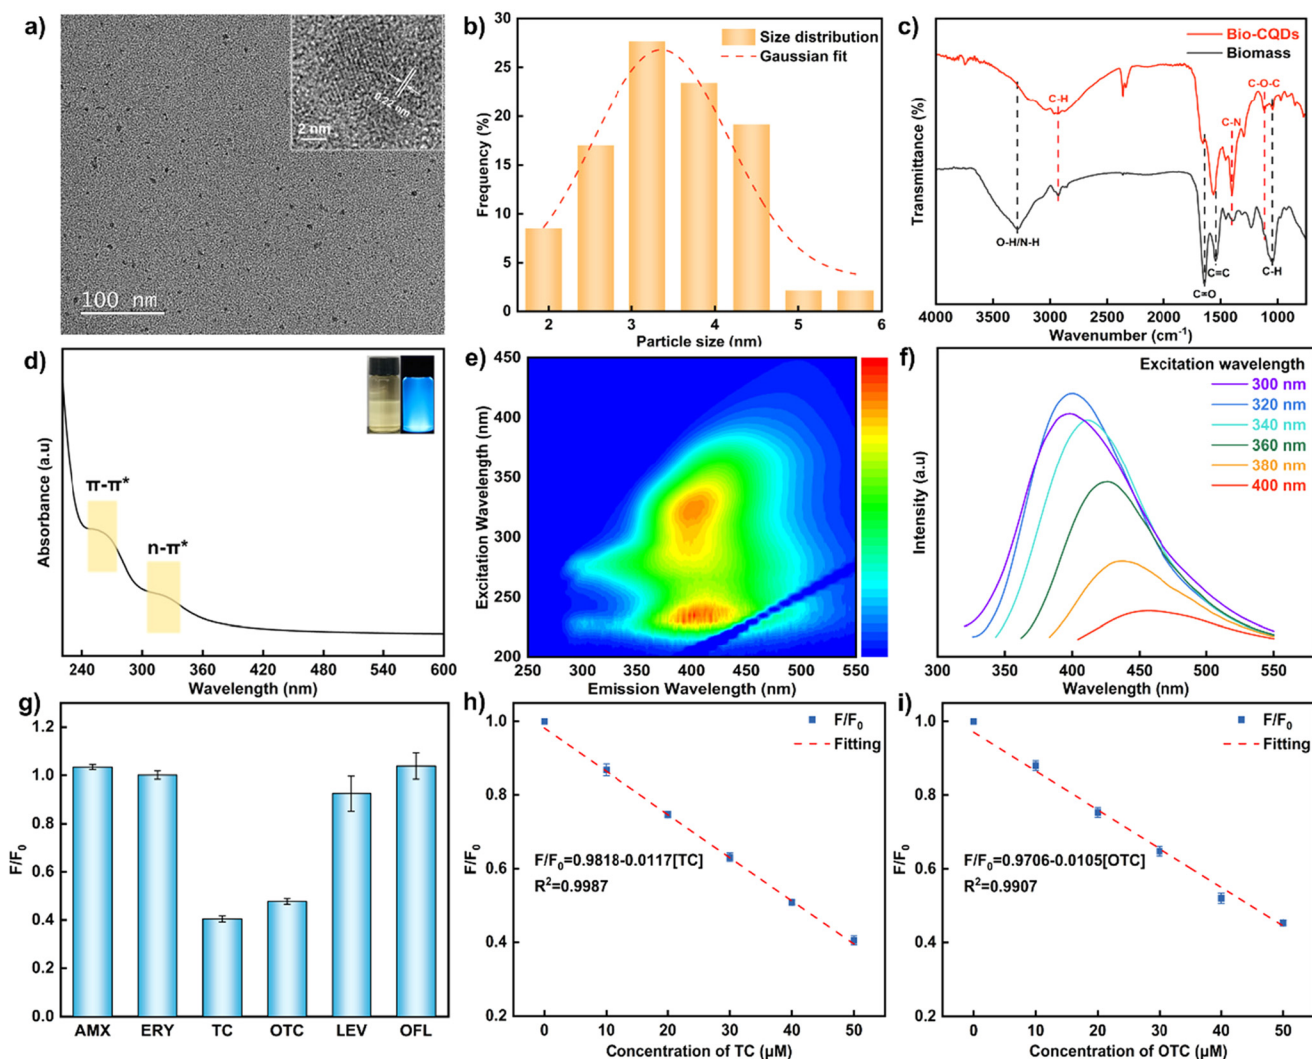 a)
0.22 nm
2 nm
100 nm
b)
Size distribution
Gaussian fit
Frequency (%)
30
25
20
15
10
5
0
2
3
4
5
6
Particle size (nm)
c)
Bio-CQDs
Biomass
Transmittance (%)
C-H
C-O-C
C-N
O-H/N-H
C=C
C=O
C-H
4000
3500
3000
2500
2000
1500
1000
Wavenumber (cm-1)
d)
Absorbance (a.u)
π-π*
n-π*
240
300
360
420
480
540
600
Wavelength (nm)
e)
Excitation Wavelength (nm)
450
400
350
300
250
200
250
300
350
400
450
500
550
Emission Wavelength (nm)
f)
Excitation wavelength
300 nm
320 nm
340 nm
360 nm
380 nm
400 nm
Intensity (a.u)
300
350
400
450
500
550
Wavelength (nm)
g)
F/F0
1.2
1.0
0.8
0.6
0.4
0.2
0.0
AMX
ERY
TC
OTC
LEV
OFL
h)
F/F0
Fitting
F/F0
1.0
0.8
0.6
0.4
0.2
F/F0=0.9818-0.0117[TC]
R2=0.9987
0
10
20
30
40
50
Concentration of TC (μM)
i)
F/F0
Fitting
F/F0
1.0
0.8
0.6
0.4
0.2
F/F0=0.9706-0.0105[OTC]
R2=0.9907
0
10
20
30
40
50
Concentration of OTC (μM)